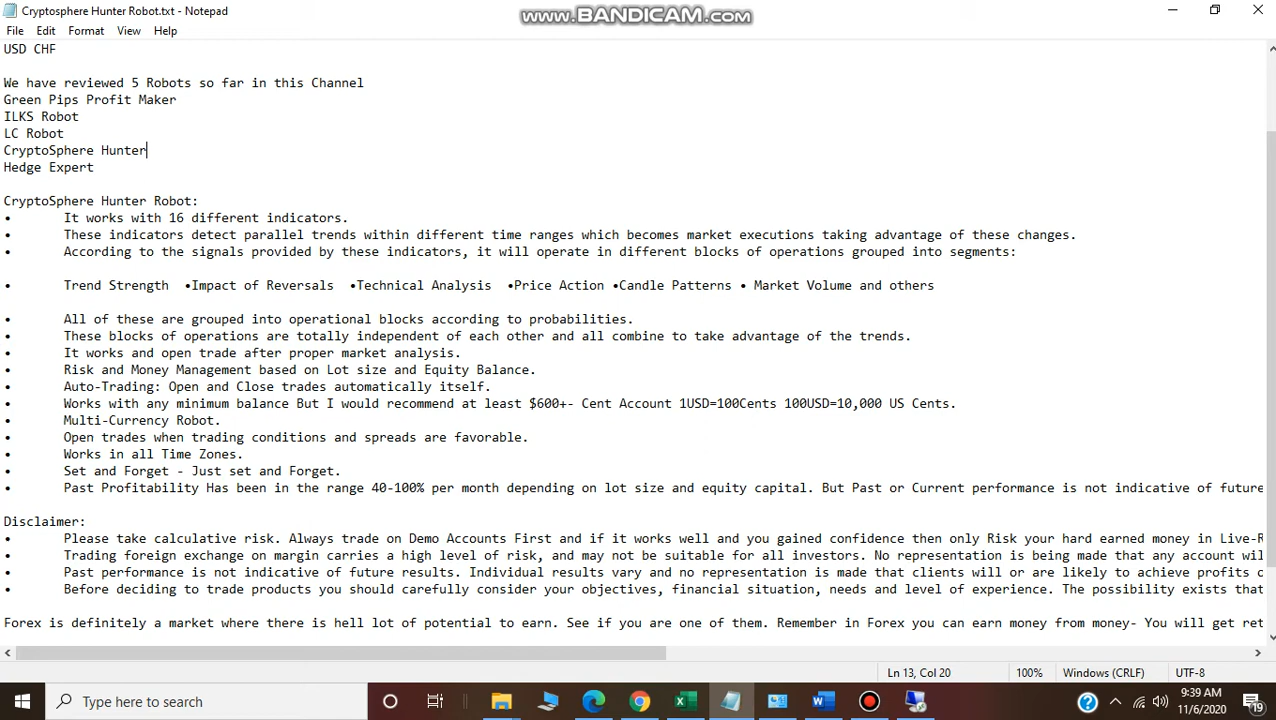 Cryptosphere Hunter Robot.txt - Notepad
www.BANDICAM.com
File Edit Format View Help
USD CHF
We have reviewed 5 Robots so far in this Channel
Green Pips Profit Maker
ILKS Robot
LC Robot
CryptoSphere Hunter
Hedge Expert
CryptoSphere Hunter Robot:
• It works with 16 different indicators.
• These indicators detect parallel trends within different time ranges which becomes market executions taking advantage of these changes.
• According to the signals provided by these indicators, it will operate in different blocks of operations grouped into segments:
• Trend Strength •Impact of Reversals •Technical Analysis •Price Action •Candle Patterns • Market Volume and others
• All of these are grouped into operational blocks according to probabilities.
• These blocks of operations are totally independent of each other and all combine to take advantage of the trends.
• It works and open trade after proper market analysis.
• Risk and Money Management based on Lot size and Equity Balance.
• Auto-Trading: Open and Close trades automatically itself.
• Works with any minimum balance But I would recommend at least $600+- Cent Account 1USD=100Cents 100USD=10,000 US Cents.
• Multi-Currency Robot.
• Open trades when trading conditions and spreads are favorable.
• Works in all Time Zones.
• Set and Forget - Just set and Forget.
• Past Profitability Has been in the range 40-100% per month depending on lot size and equity capital. But Past or Current performance is not indicative of future
Disclaimer:
• Please take calculative risk. Always trade on Demo Accounts First and if it works well and you gained confidence then only Risk your hard earned money in Live-R
• Trading foreign exchange on margin carries a high level of risk, and may not be suitable for all investors. No representation is being made that any account wil
• Past performance is not indicative of future results. Individual results vary and no representation is made that clients will or are likely to achieve profits o
• Before deciding to trade products you should carefully consider your objectives, financial situation, needs and level of experience. The possibility exists that
Forex is definitely a market where there is hell lot of potential to earn. See if you are one of them. Remember in Forex you can earn money from money- You will get ret
Ln 13, Col 20 100% Windows (CRLF) UTF-8
Type here to search
9:39 AM
11/6/2020
19